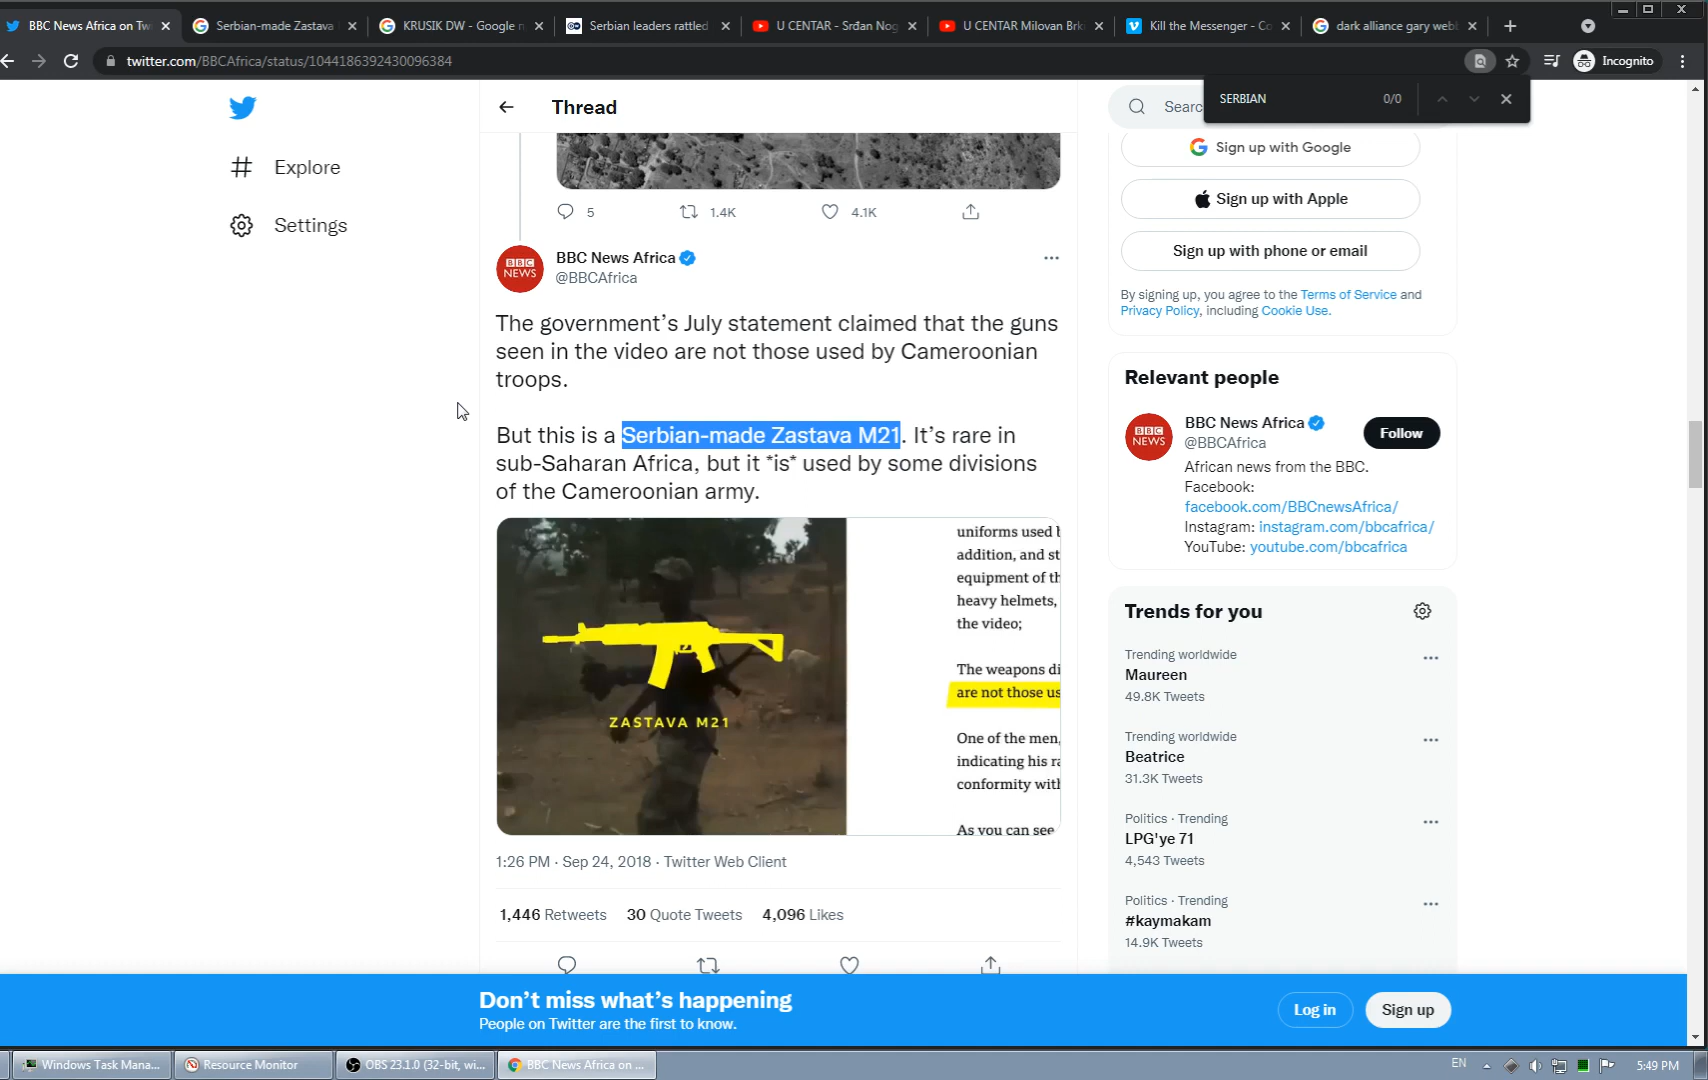 BBC News Africa on Tw
Serbian-made Zastava
KRUSIK DW - Google n
Serbian leaders rattled
U CENTAR - Srđan Nog
U CENTAR Milovan Brk
Kill the Messenger - Co
dark alliance gary webb
twitter.com/BBCAfrica/status/1044186392430096384
Incognito
SERBIAN 0/0
Explore
Settings
Thread
5 1.4K 4.1K
BBC NEWS
BBC News Africa
@BBCAfrica
The government's July statement claimed that the guns
seen in the video are not those used by Cameroonian
troops.
But this is a Serbian-made Zastava M21. It's rare in
sub-Saharan Africa, but it *is* used by some divisions
of the Cameroonian army.
ZASTAVA M21
uniforms used b
addition, and st
equipment of th
heavy helmets,
the video;
The weapons di
are not those us
One of the men,
indicating his ra
conformity with
As you can see
1:26 PM · Sep 24, 2018 · Twitter Web Client
1,446 Retweets 30 Quote Tweets 4,096 Likes
Searc
Sign up with Google
Sign up with Apple
Sign up with phone or email
By signing up, you agree to the Terms of Service and
Privacy Policy, including Cookie Use.
Relevant people
BBC NEWS
BBC News Africa
@BBCAfrica
Follow
African news from the BBC.
Facebook:
facebook.com/BBCnewsAfrica/
Instagram: instagram.com/bbcafrica/
YouTube: youtube.com/bbcafrica
Trends for you
Trending worldwide
Maureen
49.8K Tweets
Trending worldwide
Beatrice
31.3K Tweets
Politics · Trending
LPG'ye 71
4,543 Tweets
Politics · Trending
#kaymakam
14.9K Tweets
Don't miss what's happening
People on Twitter are the first to know.
Log in
Sign up
Windows Task Mana...
Resource Monitor
OBS 23.1.0 (32-bit, wi...
BBC News Africa on ...
EN
5:49 PM